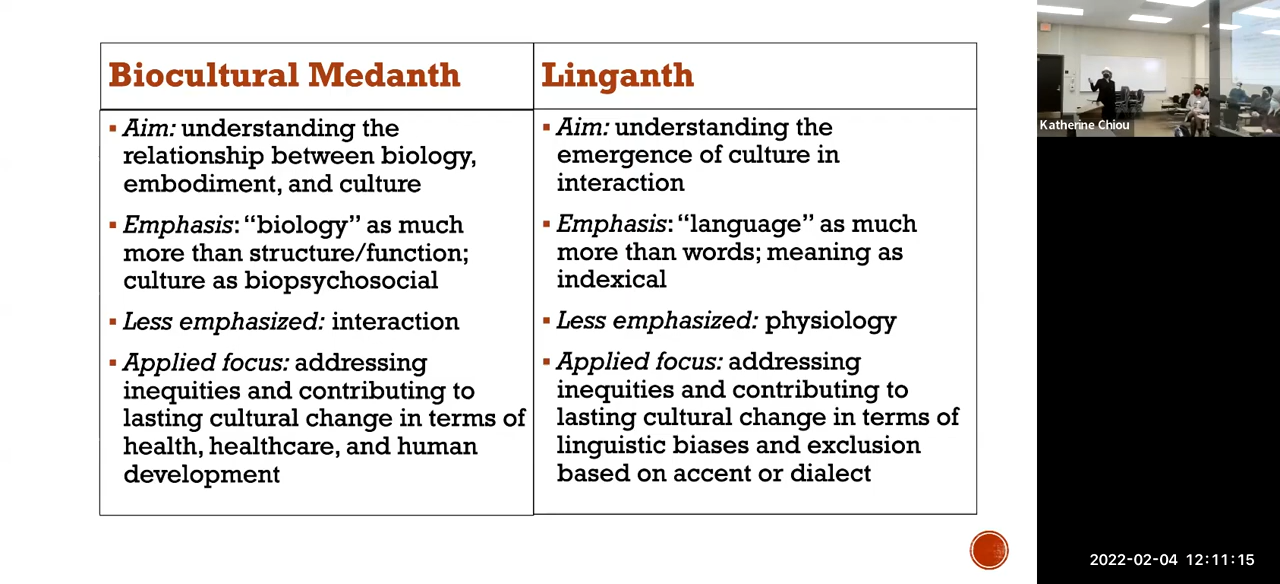 Biocultural Medanth
▪ Aim: understanding the
relationship between biology,
embodiment, and culture
▪ Emphasis: “biology” as much
more than structure/function;
culture as biopsychosocial
▪ Less emphasized: interaction
▪ Applied focus: addressing
inequities and contributing to
lasting cultural change in terms of
health, healthcare, and human
development
Linganth
▪ Aim: understanding the
emergence of culture in
interaction
▪ Emphasis: “language” as much
more than words; meaning as
indexical
▪ Less emphasized: physiology
▪ Applied focus: addressing
inequities and contributing to
lasting cultural change in terms of
linguistic biases and exclusion
based on accent or dialect
Katherine Chiou
2022-02-04 12:11:15